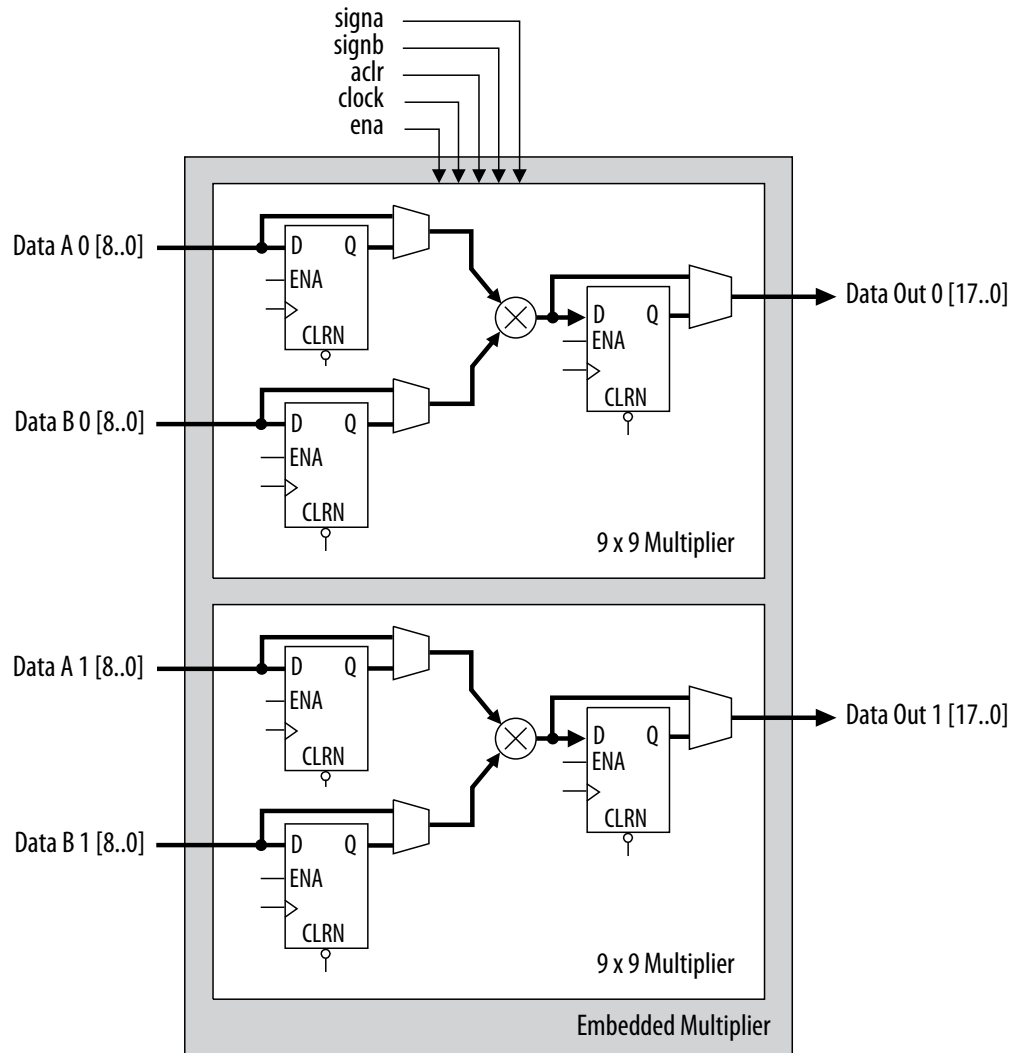 signa
signb
aclr
clock
ena
Data A 0 [8..0]
D Q
ENA
CLRN
Data Out 0 [17..0]
D Q
ENA
CLRN
Data B 0 [8..0]
D Q
ENA
CLRN
9 x 9 Multiplier
Data A 1 [8..0]
D Q
ENA
CLRN
Data Out 1 [17..0]
D Q
ENA
CLRN
Data B 1 [8..0]
D Q
ENA
CLRN
9 x 9 Multiplier
Embedded Multiplier